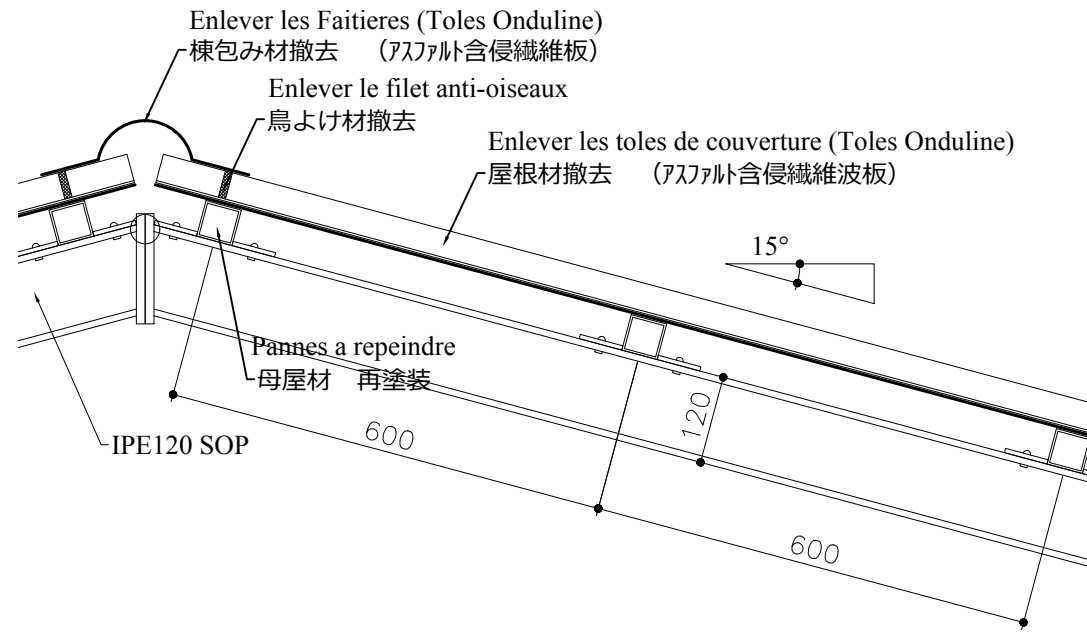 Enlever les Faitieres (Toles Onduline)
棟包み材撤去　(アスファルト含侵繊維板)
Enlever le filet anti-oiseaux
鳥よけ材撤去
Enlever les toles de couverture (Toles Onduline)
屋根材撤去　(アスファルト含侵繊維波板)
15°
Pannes a repeindre
母屋材　再塗装
120
600
IPE120 SOP
600